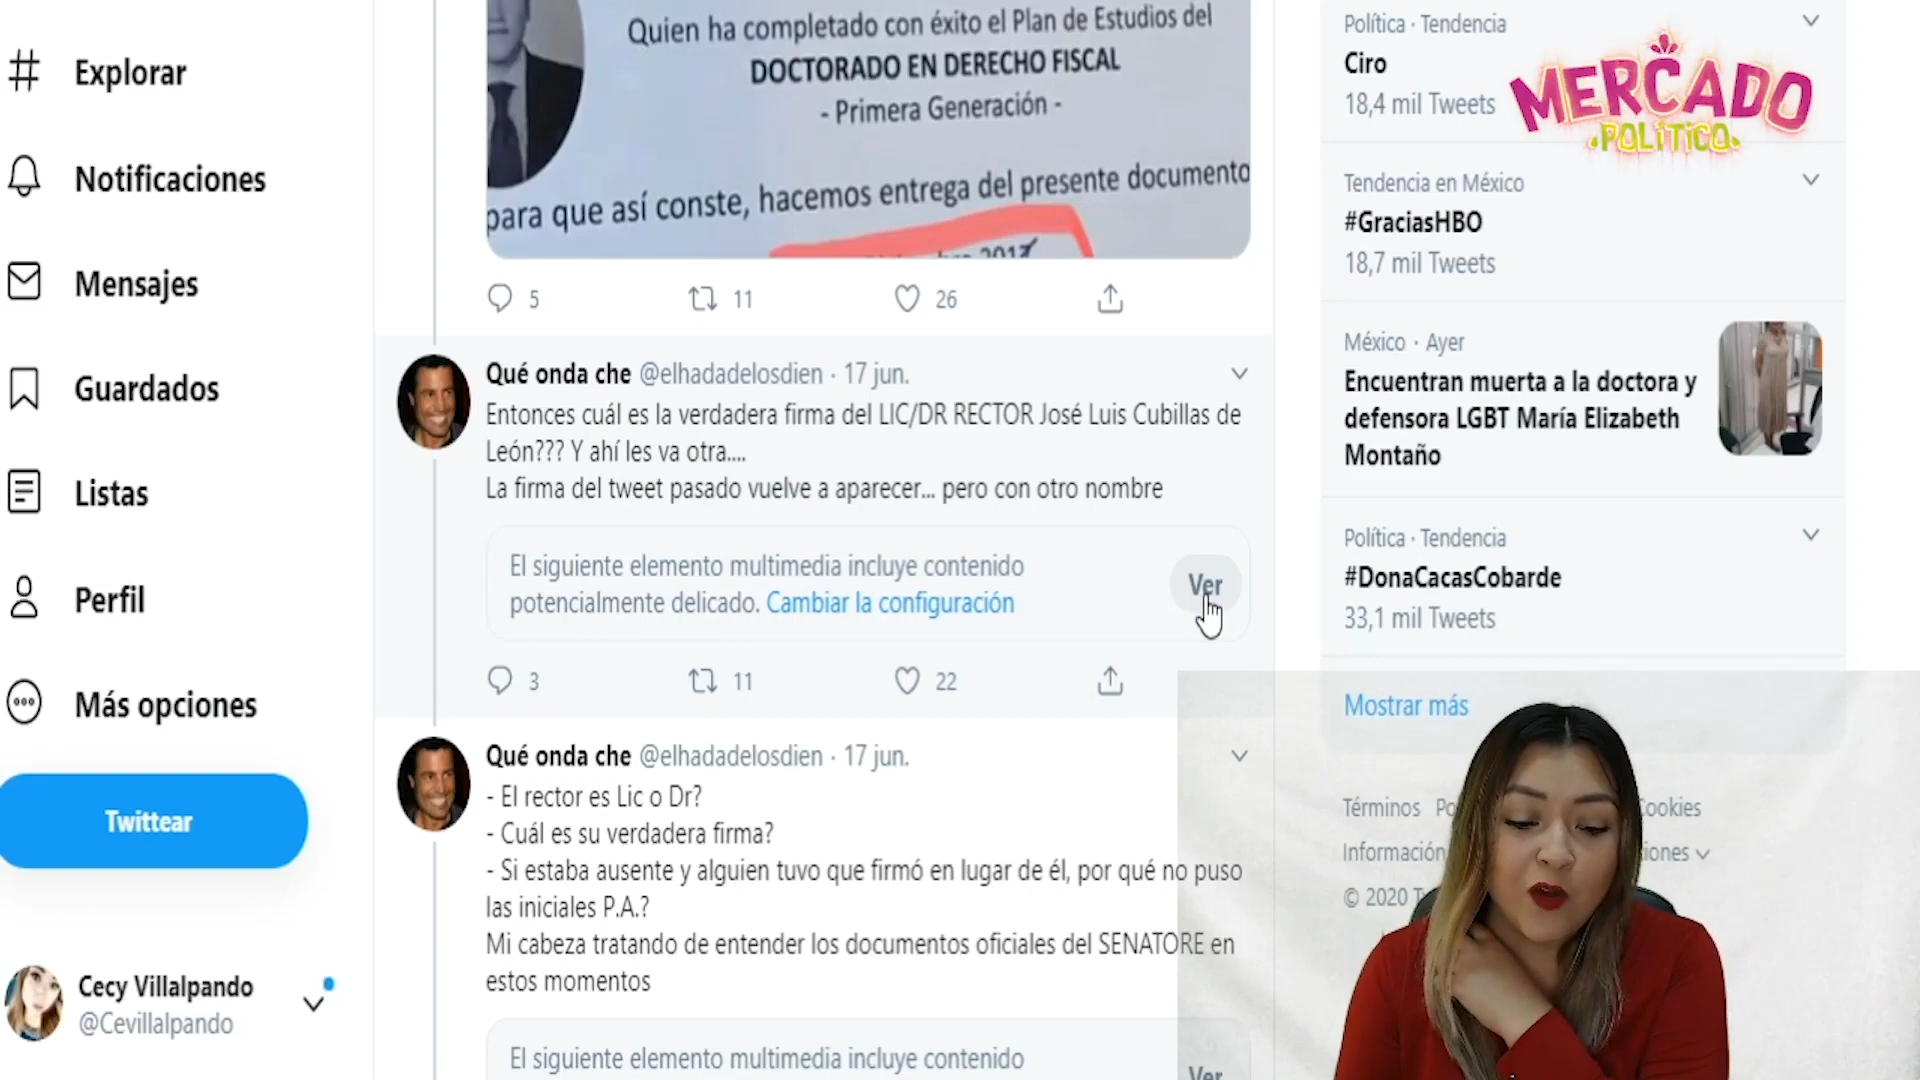 Explorar
Notificaciones
Mensajes
Guardados
Listas
Perfil
Más opciones
Twittear
Cecy Villalpando
@Cevillalpando
Quien ha completado con éxito el Plan de Estudios del
DOCTORADO EN DERECHO FISCAL
- Primera Generación -
para que así conste, hacemos entrega del presente documento
2017
5
11
26
Qué onda che @elhadadelosdien · 17 jun.
Entonces cuál es la verdadera firma del LIC/DR RECTOR José Luis Cubillas de
León??? Y ahí les va otra....
La firma del tweet pasado vuelve a aparecer... pero con otro nombre
El siguiente elemento multimedia incluye contenido
potencialmente delicado. Cambiar la configuración
Ver
3
11
22
Qué onda che @elhadadelosdien · 17 jun.
- El rector es Lic o Dr?
- Cuál es su verdadera firma?
- Si estaba ausente y alguien tuvo que firmó en lugar de él, por qué no puso
las iniciales P.A.?
Mi cabeza tratando de entender los documentos oficiales del SENATORE en
estos momentos
El siguiente elemento multimedia incluye contenido
Ver
Política · Tendencia
Ciro
18,4 mil Tweets
MERCADO
POLÍTICO
Tendencia en México
#GraciasHBO
18,7 mil Tweets
México · Ayer
Encuentran muerta a la doctora y
defensora LGBT María Elizabeth
Montaño
Política · Tendencia
#DonaCacasCobarde
33,1 mil Tweets
Mostrar más
Términos
Cookies
Información
© 2020